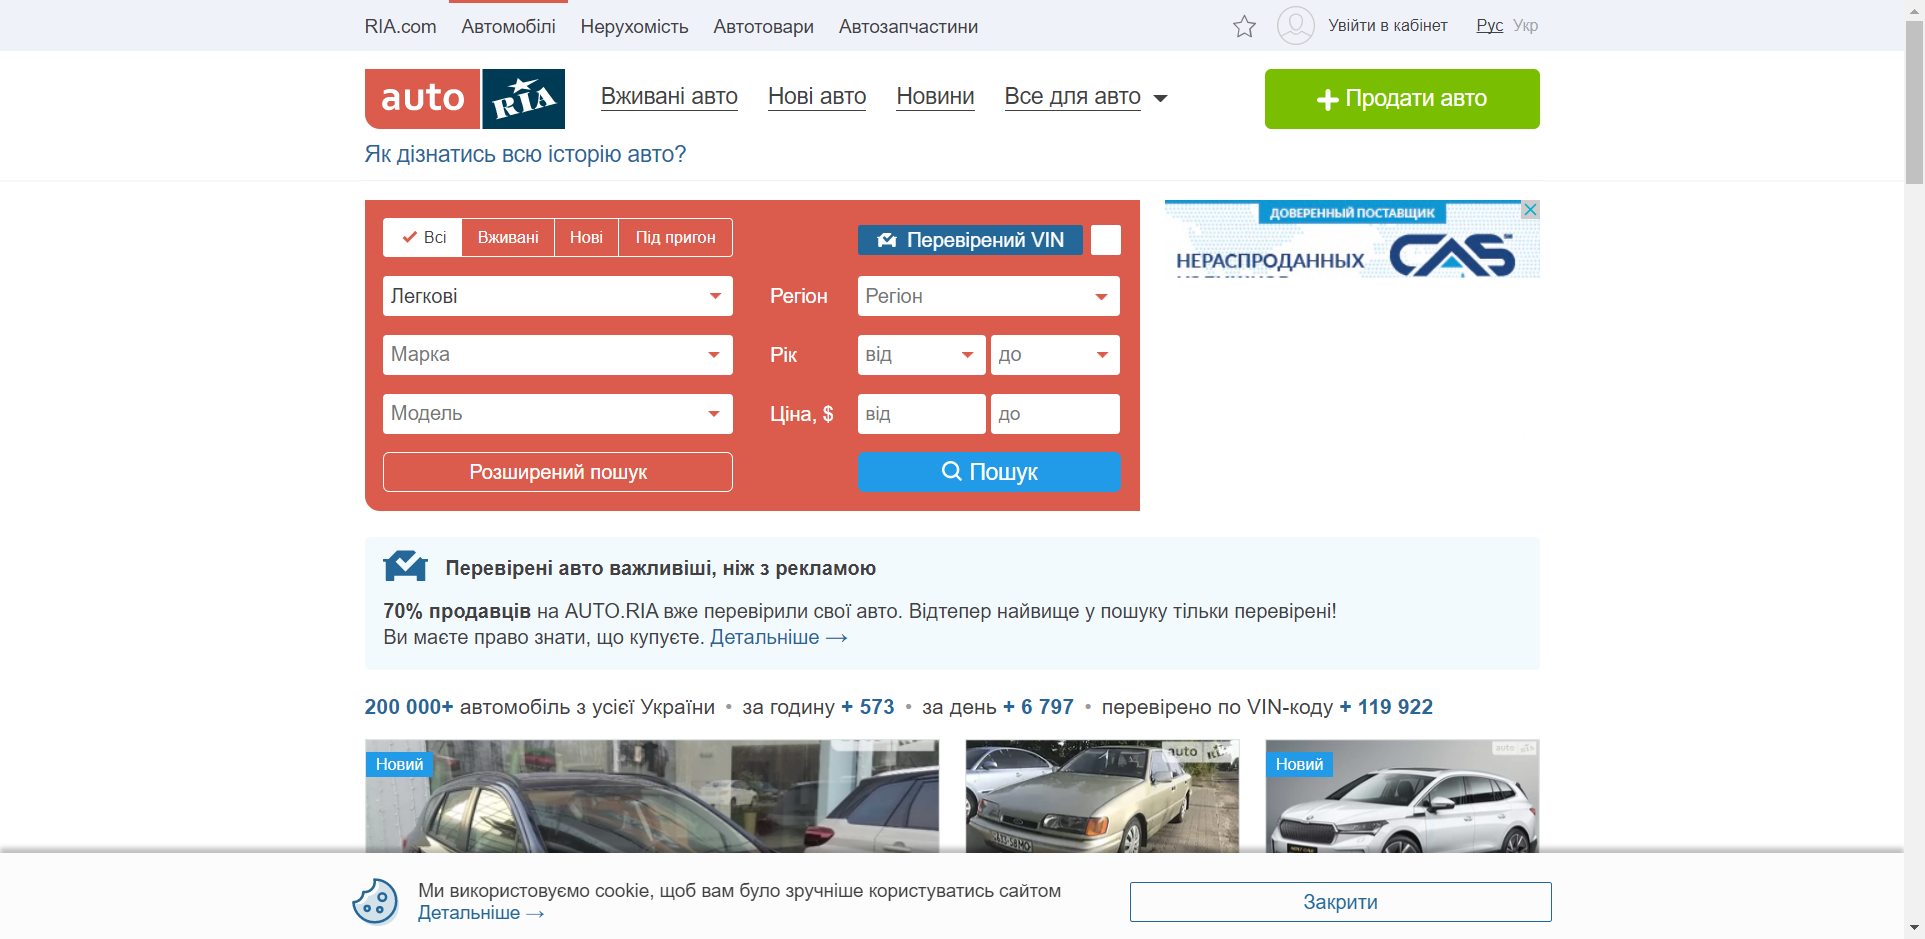 RIA.com Автомобілі Нерухомість Автотовари Автозапчастини Увійти в кабінет Рус Укр
auto RIA Вживані авто Нові авто Новини Все для авто Продати авто
Як дізнатись всю історію авто?
Всі Вживані Нові Під пригон Перевірений VIN
Легкові Регіон Регіон
Марка Рік від до
Модель Ціна, $ від до
Розширений пошук Пошук
ДОВЕРЕННЫЙ ПОСТАВЩИК
НЕРАСПРОДАННЫХ CAS
Перевірені авто важливіші, ніж з рекламою
70% продавців на AUTO.RIA вже перевірили свої авто. Відтепер найвище у пошуку тільки перевірені!
Ви маєте право знати, що купуєте. Детальніше →
200 000+ автомобіль з усієї України • за годину + 573 • за день + 6 797 • перевірено по VIN-коду + 119 922
Новий auto RIA Новий auto RIA
Ми використовуємо cookie, щоб вам було зручніше користуватись сайтом
Детальніше →
Закрити